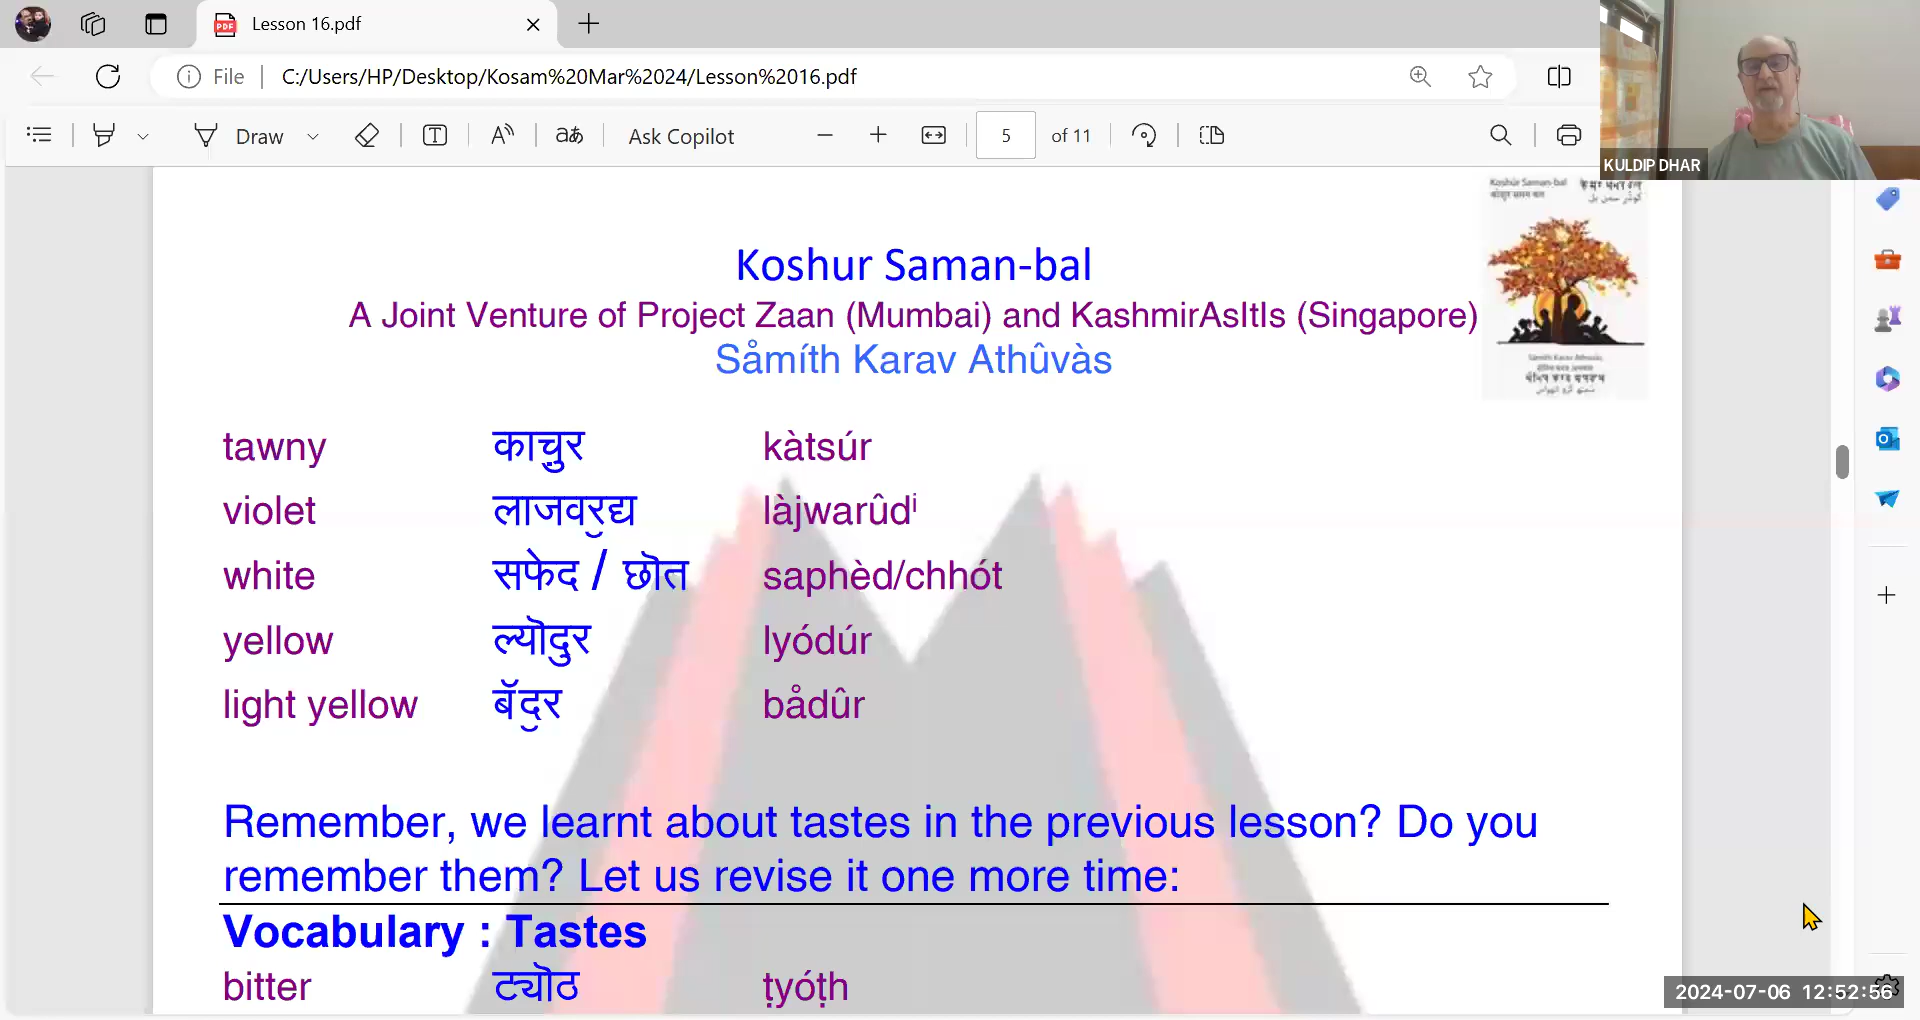 Lesson 16.pdf
File
C:/Users/HP/Desktop/Kosam%20Mar%2024/Lesson%2016.pdf
Draw
Ask Copilot
5 of 11
KULDIP DHAR
Koshur Saman-bal
A Joint Venture of Project Zaan (Mumbai) and KashmirAsItIs (Singapore)
Såmíth Karav Athûvàs
tawny काचु़र kàtsúr
violet लाजवरॖद्य làjwarûdⁱ
white सफेद / छॊत saphèd/chhót
yellow ल्यॊदुर lyódúr
light yellow बॅदॖर bådûr
Remember, we learnt about tastes in the previous lesson? Do you
remember them? Let us revise it one more time:
Vocabulary : Tastes
bitter ट्यॊठ ṭyóṭh
2024-07-06 12:52:56